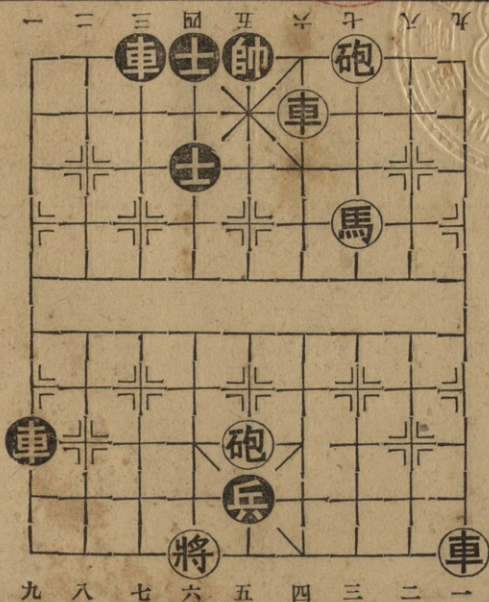 一 二 三 四 五 六 七 八 九
車 士 帥 砲
車
士
馬
車 砲
兵
將 車
九 八 七 六 五 四 三 二 一